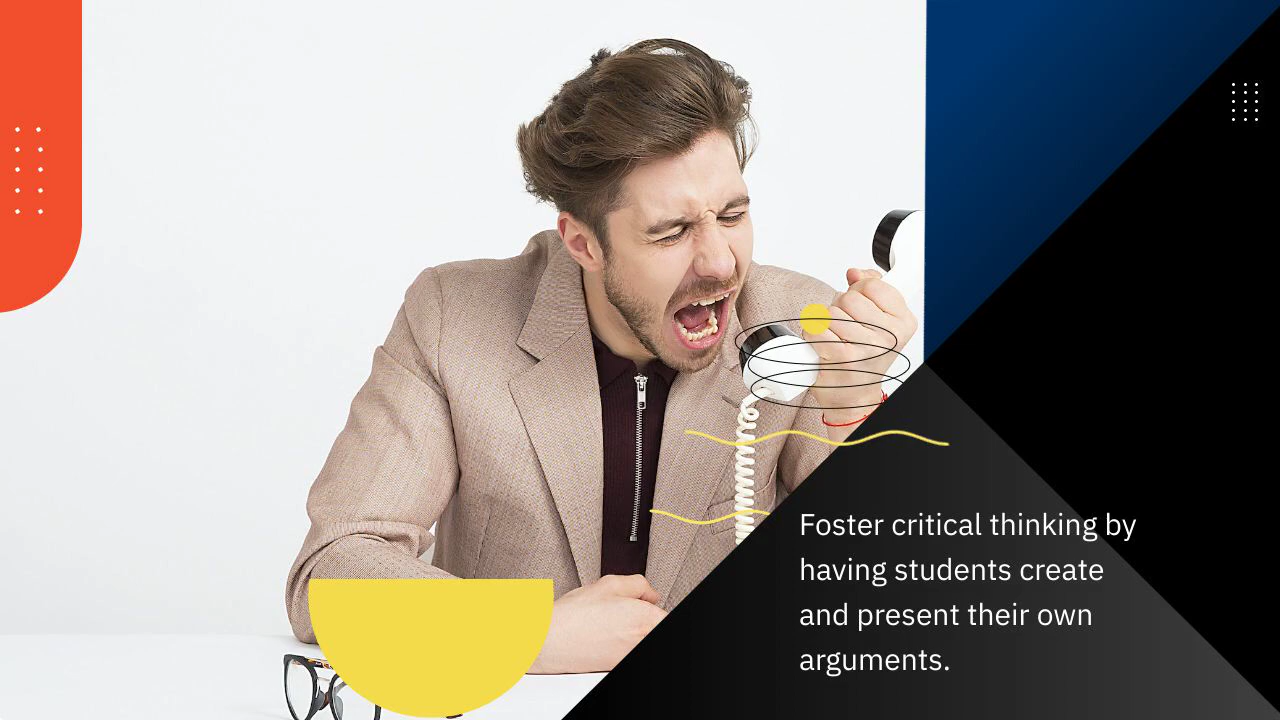 Foster critical thinking by
having students create
and present their own
arguments.